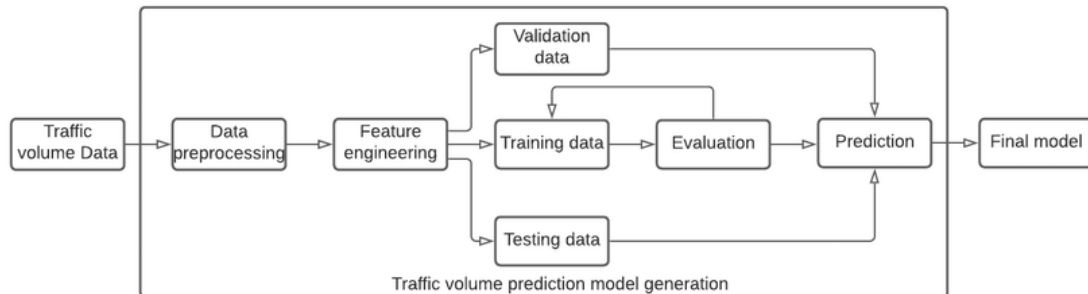 Traffic
volume Data
Data
preprocessing
Feature
engineering
Validation
data
Training data
Evaluation
Testing data
Prediction
Final model
Traffic volume prediction model generation